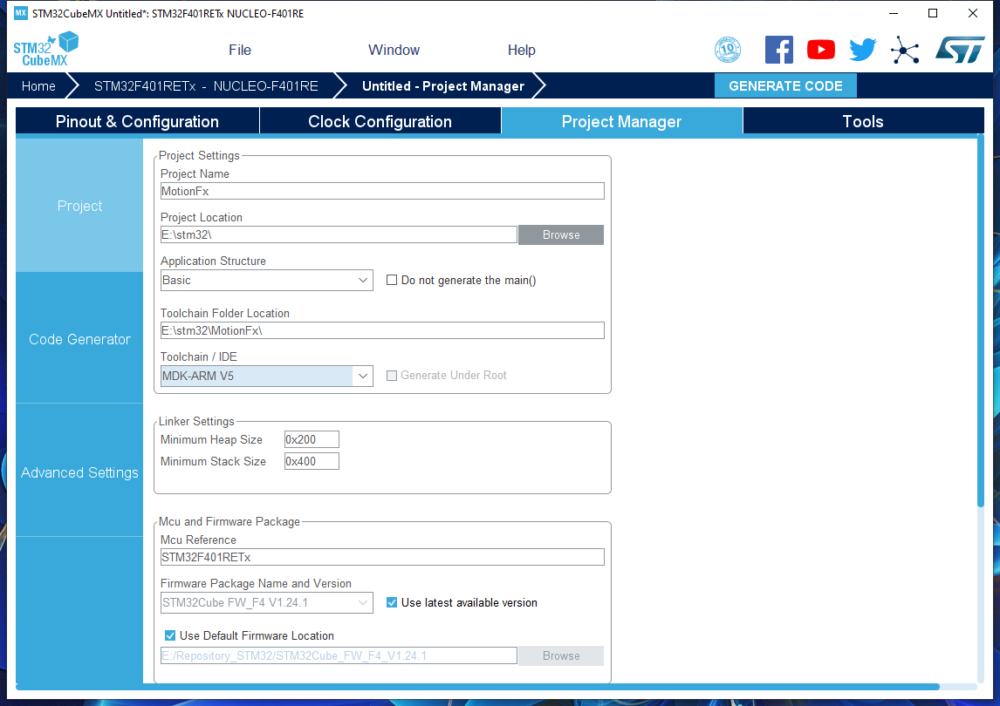 MX STM32CubeMX Untitled*: STM32F401RETx NUCLEO-F401RE
STM32
CubeMX
File
Window
Help
10
ST
Home
STM32F401RETx - NUCLEO-F401RE
Untitled - Project Manager
GENERATE CODE
Pinout & Configuration
Clock Configuration
Project Manager
Tools
Project
Code Generator
Advanced Settings
Project Settings
Project Name
MotionFx
Project Location
E:\stm32\
Browse
Application Structure
Basic
Do not generate the main()
Toolchain Folder Location
E:\stm32\MotionFx\
Toolchain / IDE
MDK-ARM V5
Generate Under Root
Linker Settings
Minimum Heap Size 0x200
Minimum Stack Size 0x400
Mcu and Firmware Package
Mcu Reference
STM32F401RETx
Firmware Package Name and Version
STM32Cube FW_F4 V1.24.1
Use latest available version
Use Default Firmware Location
E:/Repository_STM32/STM32Cube_FW_F4_V1.24.1
Browse